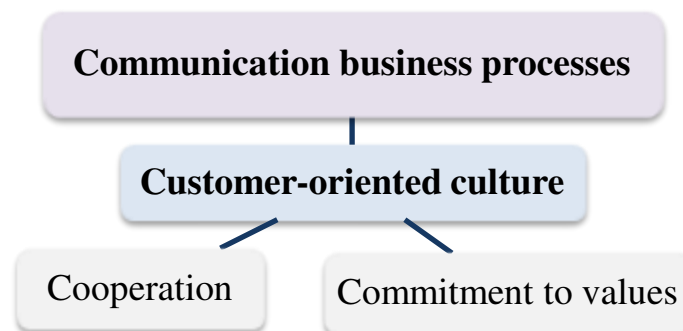 Communication business processes
Customer-oriented culture
Cooperation
Commitment to values